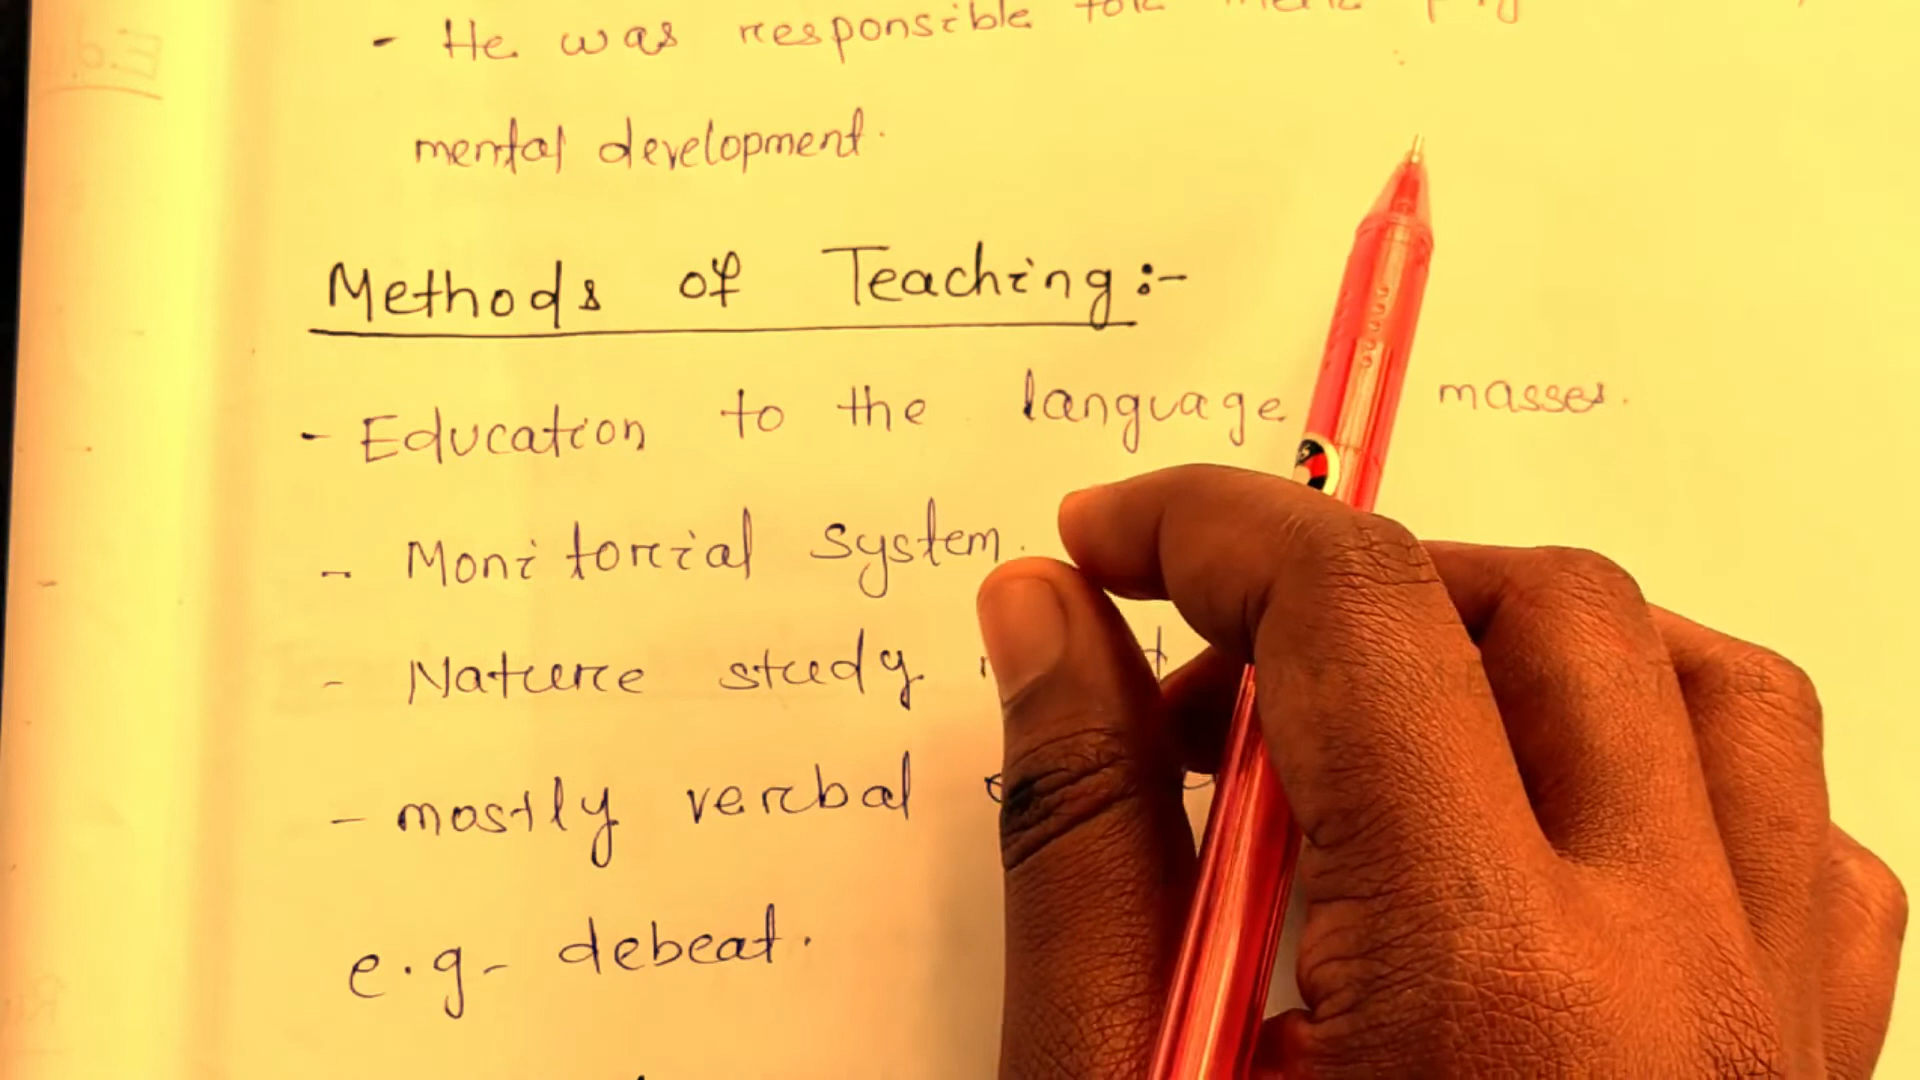 - He was responsible for
mental development.
Methods of Teaching:-
- Education to the language masses.
- Monitorial system.
- Nature study
- mostly verbal
e.g- debeat.